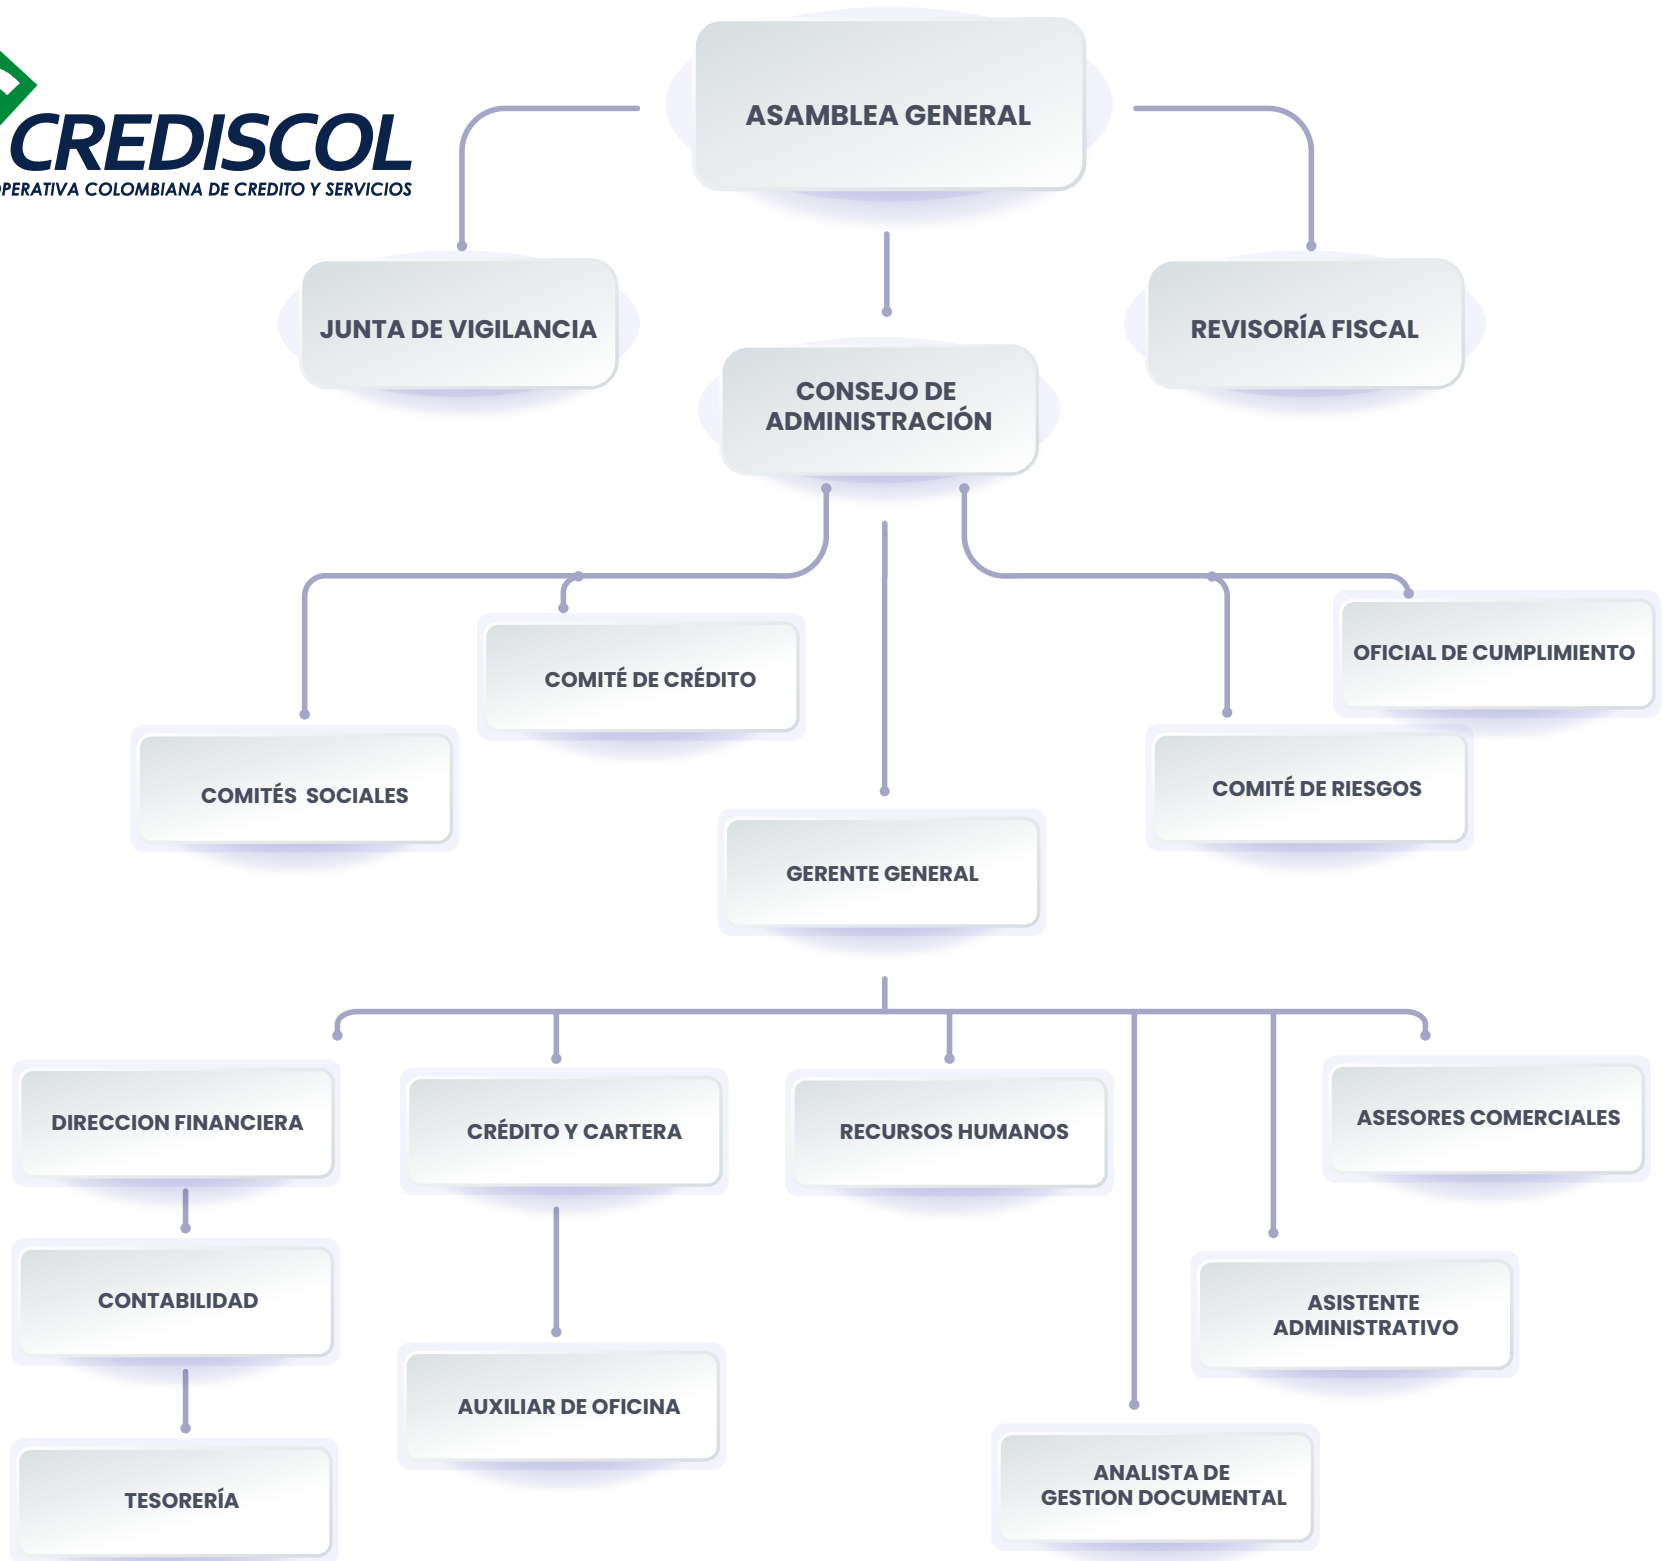 ASAMBLEA GENERAL
CREDISCOL
OPERATIVA COLOMBIANA DE CREDITO Y SERVICIOS
JUNTA DE VIGILANCIA
REVISORÍA FISCAL
CONSEJO DE
ADMINISTRACIÓN
OFICIAL DE CUMPLIMIENTO
COMITÉ DE CRÉDITO
COMITÉS SOCIALES
COMITÉ DE RIESGOS
GERENTE GENERAL
DIRECCION FINANCIERA
CRÉDITO Y CARTERA
RECURSOS HUMANOS
ASESORES COMERCIALES
CONTABILIDAD
ASISTENTE
ADMINISTRATIVO
AUXILIAR DE OFICINA
TESORERÍA
ANALISTA DE
GESTION DOCUMENTAL